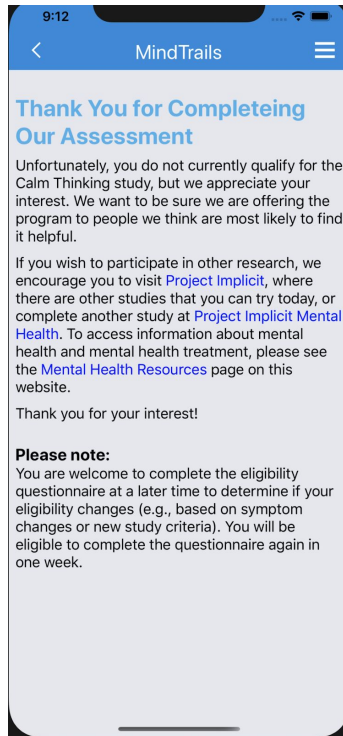 9:12
MindTrails
Thank You for Completeing
Our Assessment
Unfortunately, you do not currently qualify for the
Calm Thinking study, but we appreciate your
interest. We want to be sure we are offering the
program to people we think are most likely to find
it helpful.
If you wish to participate in other research, we
encourage you to visit Project Implicit, where
there are other studies that you can try today, or
complete another study at Project Implicit Mental
Health. To access information about mental
health and mental health treatment, please see
the Mental Health Resources page on this
website.
Thank you for your interest!
Please note:
You are welcome to complete the eligibility
questionnaire at a later time to determine if your
eligibility changes (e.g., based on symptom
changes or new study criteria). You will be
eligible to complete the questionnaire again in
one week.